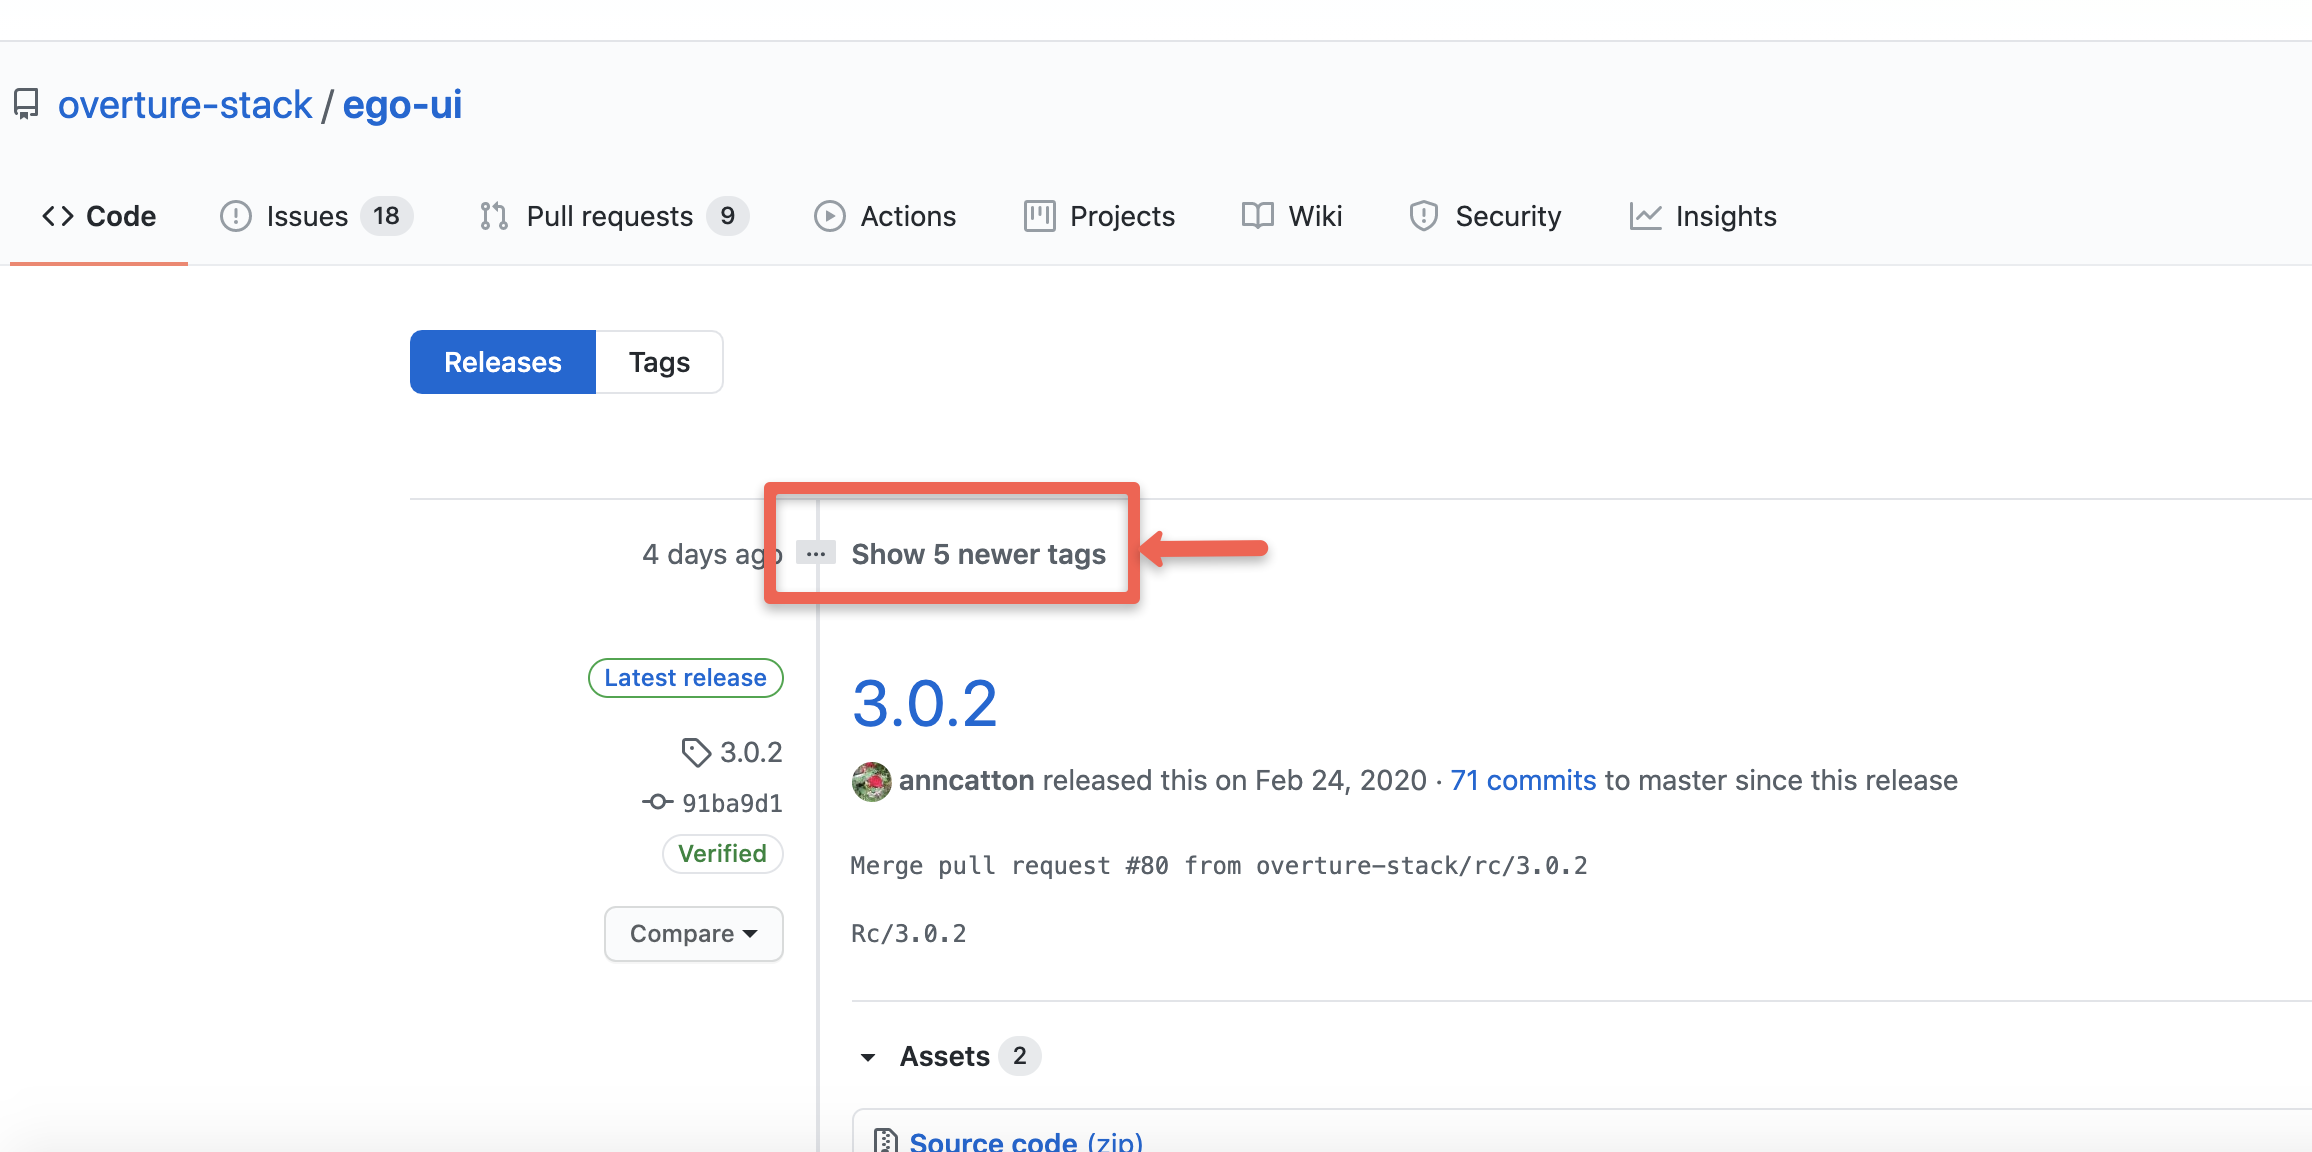 overture-stack / ego-ui
Code Issues 18 Pull requests 9 Actions Projects Wiki Security Insights
Releases Tags
4 days ago ... Show 5 newer tags
Latest release
3.0.2
3.0.2
91ba9d1
Verified
Compare
anncatton released this on Feb 24, 2020 · 71 commits to master since this release
Merge pull request #80 from overture-stack/rc/3.0.2
Rc/3.0.2
Assets 2
Source code (zip)